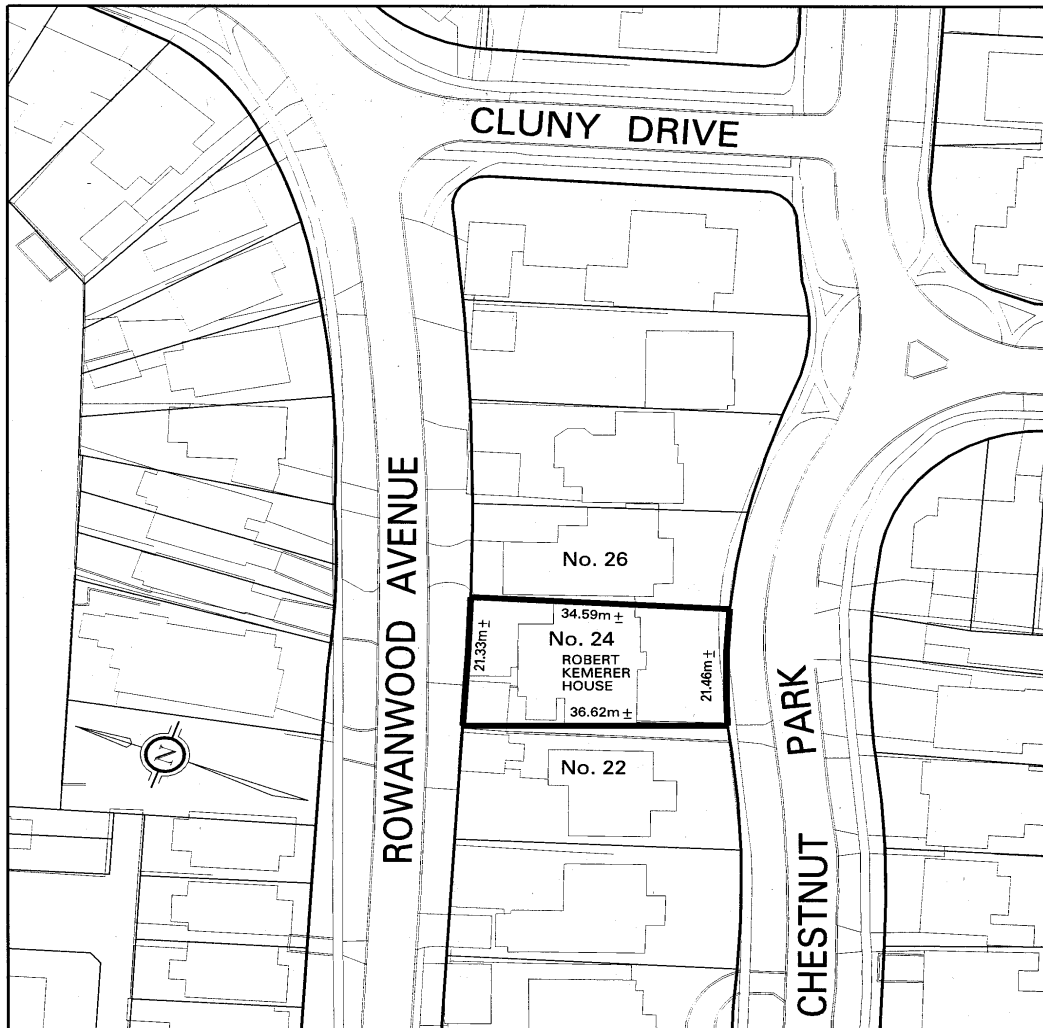 CLUNY DRIVE
ROWANWOOD AVENUE
No. 26
34.59m ±
21.33m ±
No. 24
ROBERT
KEMERER
HOUSE
21.46m ±
36.62m ±
CHESTNUT PARK
N
No. 22